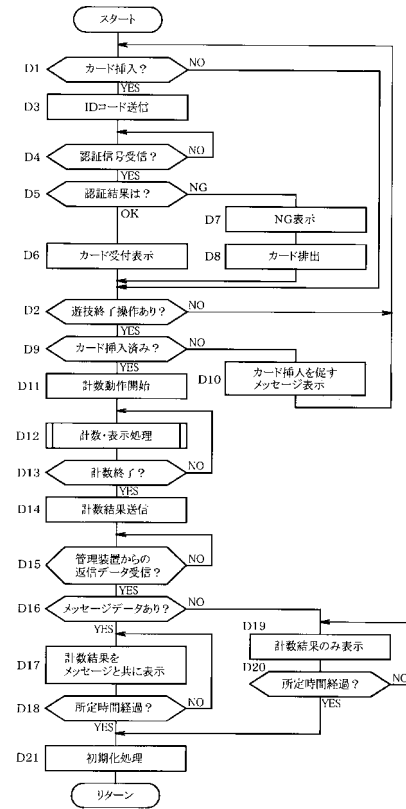 スタート
D1 カード挿入？ NO
YES
D3 IDコード送信
D4 認証信号受信？ NO
YES
D5 認証結果は？ NG
OK
D7 NG表示
D6 カード受付表示
D8 カード排出
D2 遊技終了操作あり？ NO
YES
D9 カード挿入済み？ NO
YES
D10 カード挿入を促す
メッセージ表示
D11 計数動作開始
D12 計数・表示処理
D13 計数終了？ NO
YES
D14 計数結果送信
D15 管理装置からの
返信データ受信？ NO
YES
D16 メッセージデータあり？ NO
YES
D19 計数結果のみ表示
D17 計数結果を
メッセージと共に表示
D20 所定時間経過？ NO
YES
D18 所定時間経過？ NO
YES
D21 初期化処理
リターン